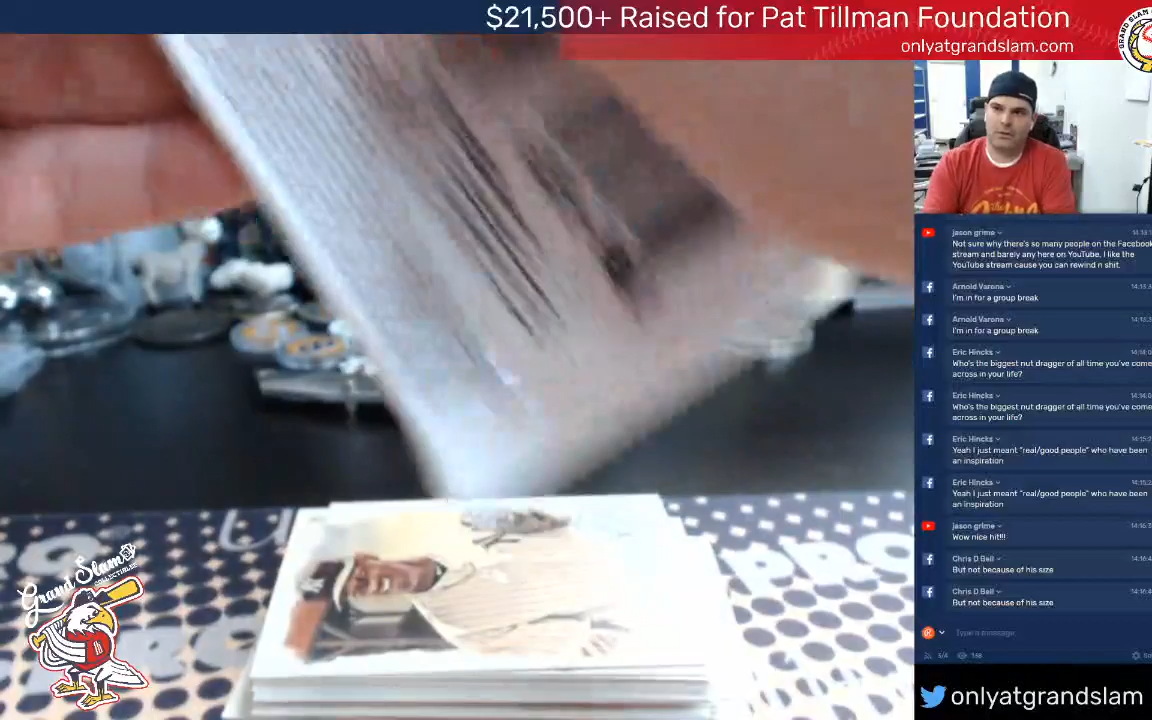 $21,500+ Raised for Pat Tillman Foundation
onlyatgrandslam.com
jason grime
Not sure why there's so many people on the Facebook
stream and barely any here on YouTube. I like the
YouTube stream cause you can rewind n shit.
Arnold Varona
I'm in for a group break
Arnold Varona
I'm in for a group break
Eric Hincks
Who's the biggest nut dragger of all time you've come
across in your life?
Eric Hincks
Who's the biggest nut dragger of all time you've come
across in your life?
Eric Hincks
Yeah I just meant "real/good people" who have been
an inspiration
Eric Hincks
Yeah I just meant "real/good people" who have been
an inspiration
jason grime
Wow nice hit!!!
Chris D Bell
But not because of his size
Chris D Bell
But not because of his size
Type a message
Grand Slam
COLLECTIBLES
onlyatgrandslam